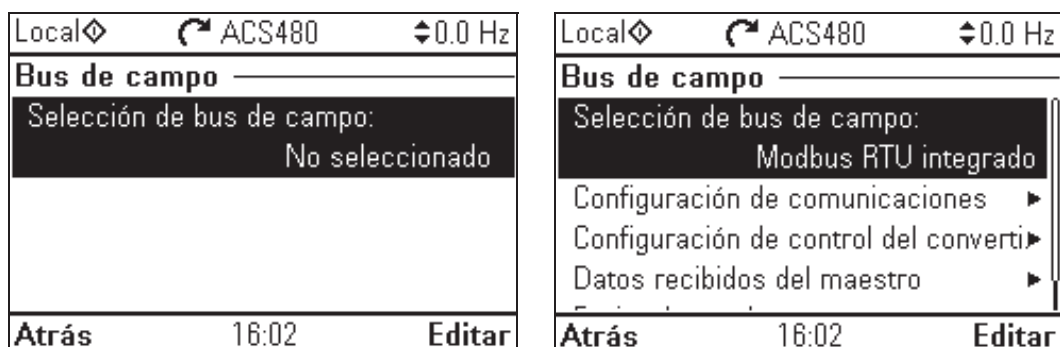 Local ACS480 0.0 Hz
Bus de campo
Selección de bus de campo:
No seleccionado
Atrás 16:02 Editar
Local ACS480 0.0 Hz
Bus de campo
Selección de bus de campo:
Modbus RTU integrado
Configuración de comunicaciones
Configuración de control del converti
Datos recibidos del maestro
Atrás 16:02 Editar